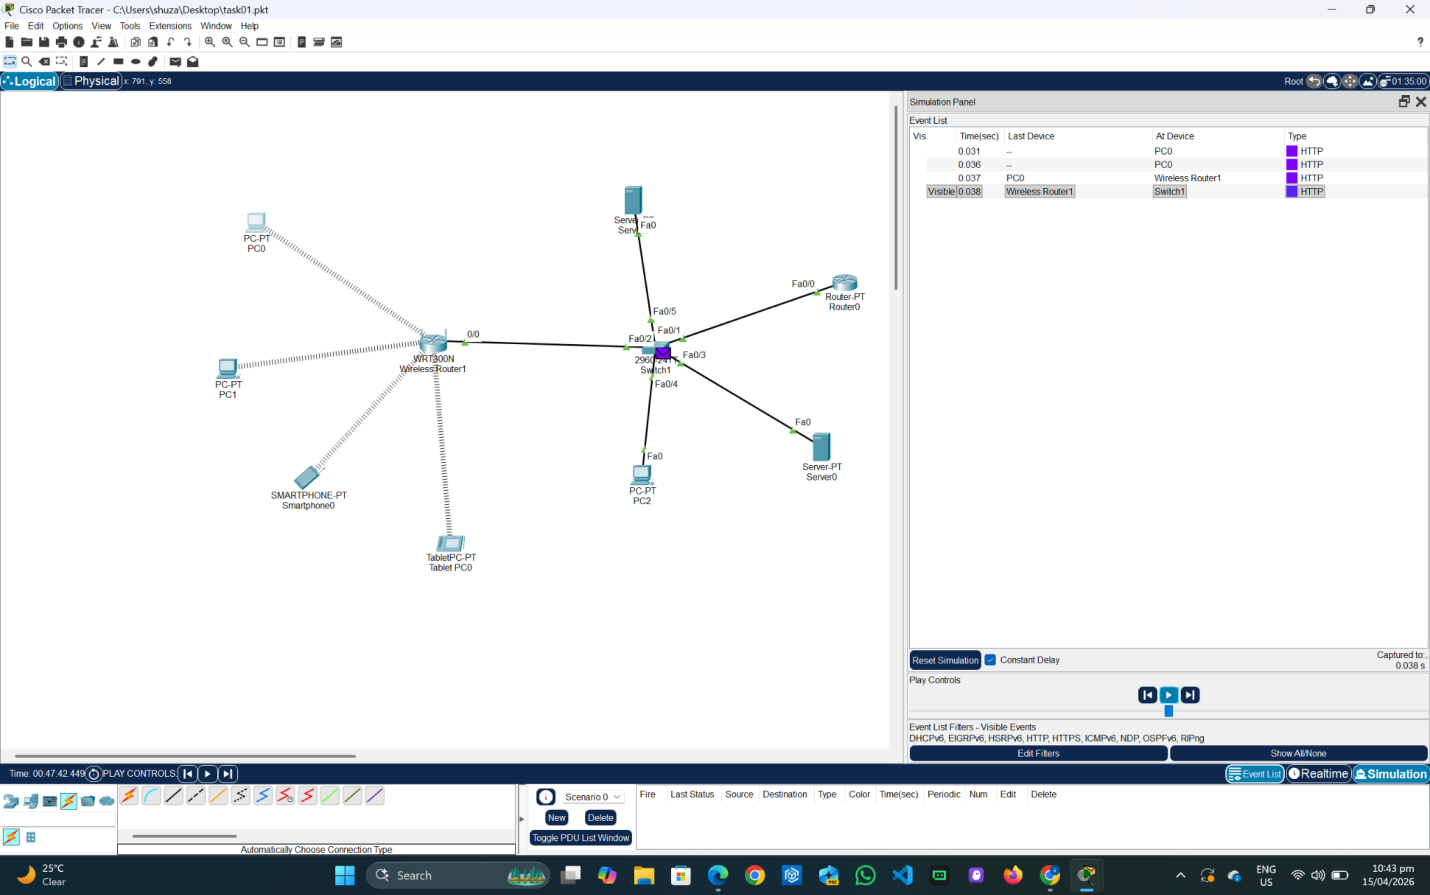 Cisco Packet Tracer - C:\Users\shuza\Desktop\task01.pkt
File Edit Options View Tools Extensions Window Help
?
Logical Physical x: 791, y: 558 Root 01:35:00
Simulation Panel
Event List
Vis. Time(sec) Last Device At Device Type
0.031 -- PC0 HTTP
0.036 -- PC0 HTTP
0.037 PC0 Wireless Router1 HTTP
Visible 0.038 Wireless Router1 Switch1 HTTP
PC-PT
PC0
Fa0
Fa0/0
Router-PT
Router0
Fa0/5
Fa0/1
0/0
Fa0/2
Fa0/3
WRT300N
Wireless Router1
Switch1
Fa0/4
PC-PT
PC1
Fa0
Fa0
Server-PT
Server0
PC-PT
PC2
SMARTPHONE-PT
Smartphone0
TabletPC-PT
Tablet PC0
Reset Simulation Constant Delay
Captured to:
0.038 s
Play Controls
Event List Filters - Visible Events
DHCPv6, EIGRPv6, HSRPv6, HTTP, HTTPS, ICMPv6, NDP, OSPFv6, RIPng
Edit Filters Show All/None
Time: 00:47:42.449 PLAY CONTROLS:
Event List Realtime Simulation
Scenario 0
New Delete
Toggle PDU List Window
Fire Last Status Source Destination Type Color Time(sec) Periodic Num Edit Delete
Automatically Choose Connection Type
25°C
Clear
Search
ENG
US
10:43 pm
15/04/2026